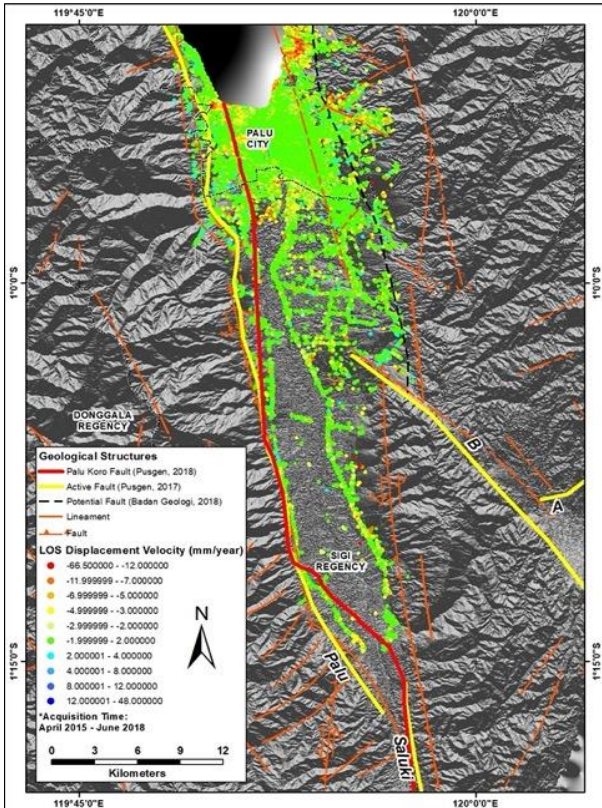 119°45'0"E
120°0'0"E
PALU
CITY
1°0'0"S
1°0'0"S
B
DONGGALA
REGENCY
A
Geological Structures
Palu Koro Fault (Pusgen, 2018)
Active Fault (Pusgen, 2017)
Potential Fault (Badan Geologi, 2018)
Lineament
Fault
LOS Displacement Velocity (mm/year)
-66.500000 - -12.000000
-11.999999 - -7.000000
-6.999999 - -5.000000
-4.999999 - -3.000000
-2.999999 - -2.000000
-1.999999 - 2.000000
2.000001 - 4.000000
4.000001 - 8.000000
8.000001 - 12.000000
12.000001 - 48.000000
*Acquisition Time:
April 2015 - June 2018
N
0 3 6 9 12
Kilometers
SIGI
REGENCY
Palu
Saluki
1°15'0"S
1°15'0"S
119°45'0"E
120°0'0"E